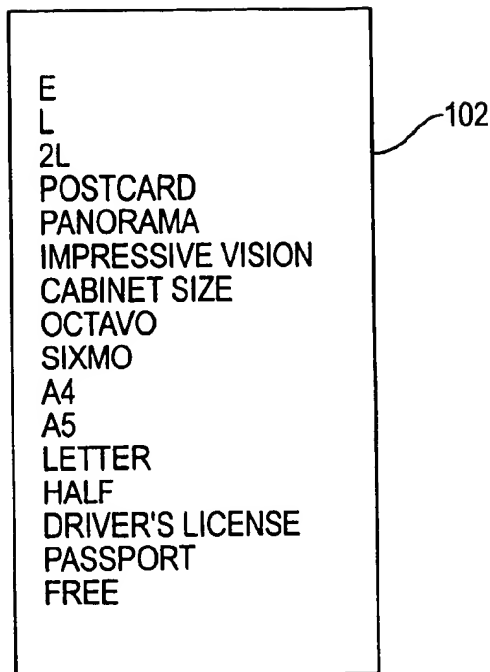 E
L
2L
POSTCARD
PANORAMA
IMPRESSIVE VISION
CABINET SIZE
OCTAVO
SIXMO
A4
A5
LETTER
HALF
DRIVER'S LICENSE
PASSPORT
FREE
102